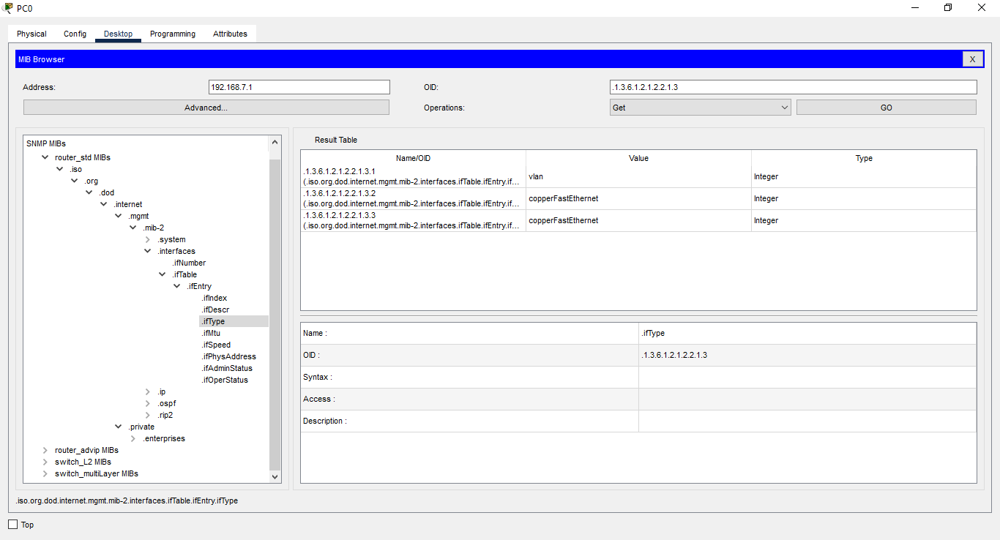 PC0
Physical Config Desktop Programming Attributes
MIB Browser X
Address: 192.168.7.1 OID: .1.3.6.1.2.1.2.2.1.3
Advanced... Operations: Get GO
SNMP MIBs
router_std MIBs
.iso
.org
.dod
.internet
.mgmt
.mib-2
.system
.interfaces
.ifNumber
.ifTable
.ifEntry
.ifIndex
.ifDescr
.ifType
.ifMtu
.ifSpeed
.ifPhysAddress
.ifAdminStatus
.ifOperStatus
.ip
.ospf
.rip2
.private
.enterprises
router_advip MIBs
switch_L2 MIBs
switch_multiLayer MIBs
Result Table
Name/OID Value Type
.1.3.6.1.2.1.2.2.1.3.1
(.iso.org.dod.internet.mgmt.mib-2.interfaces.ifTable.ifEntry.if... vlan Integer
.1.3.6.1.2.1.2.2.1.3.2
(.iso.org.dod.internet.mgmt.mib-2.interfaces.ifTable.ifEntry.if... copperFastEthernet Integer
.1.3.6.1.2.1.2.2.1.3.3
(.iso.org.dod.internet.mgmt.mib-2.interfaces.ifTable.ifEntry.if... copperFastEthernet Integer
Name : .ifType
OID : .1.3.6.1.2.1.2.2.1.3
Syntax :
Access :
Description :
.iso.org.dod.internet.mgmt.mib-2.interfaces.ifTable.ifEntry.ifType
Top